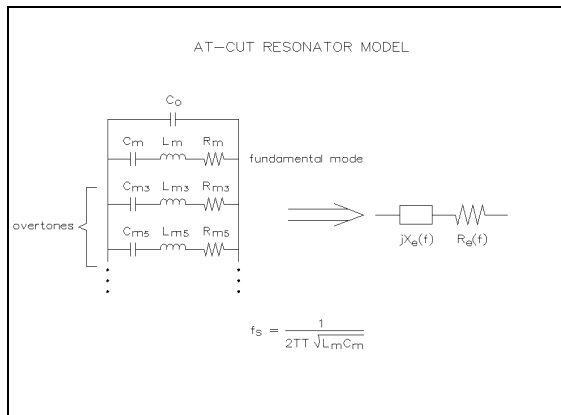 AT-CUT RESONATOR MODEL
Co
Cm Lm Rm
fundamental mode
Cm3 Lm3 Rm3
overtones
Cm5 Lm5 Rm5
jXe(f) Re(f)
fs = 1 / 2TT √LmCm